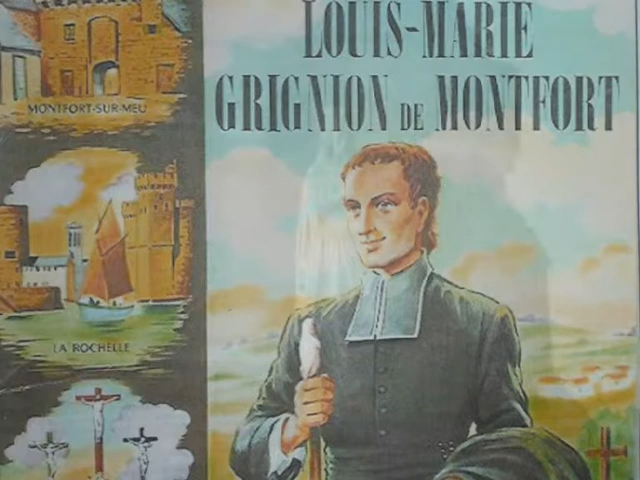 LOUIS-MARIE
GRIGNION DE MONTFORT
MONTFORT-SUR-MEU
LA ROCHELLE